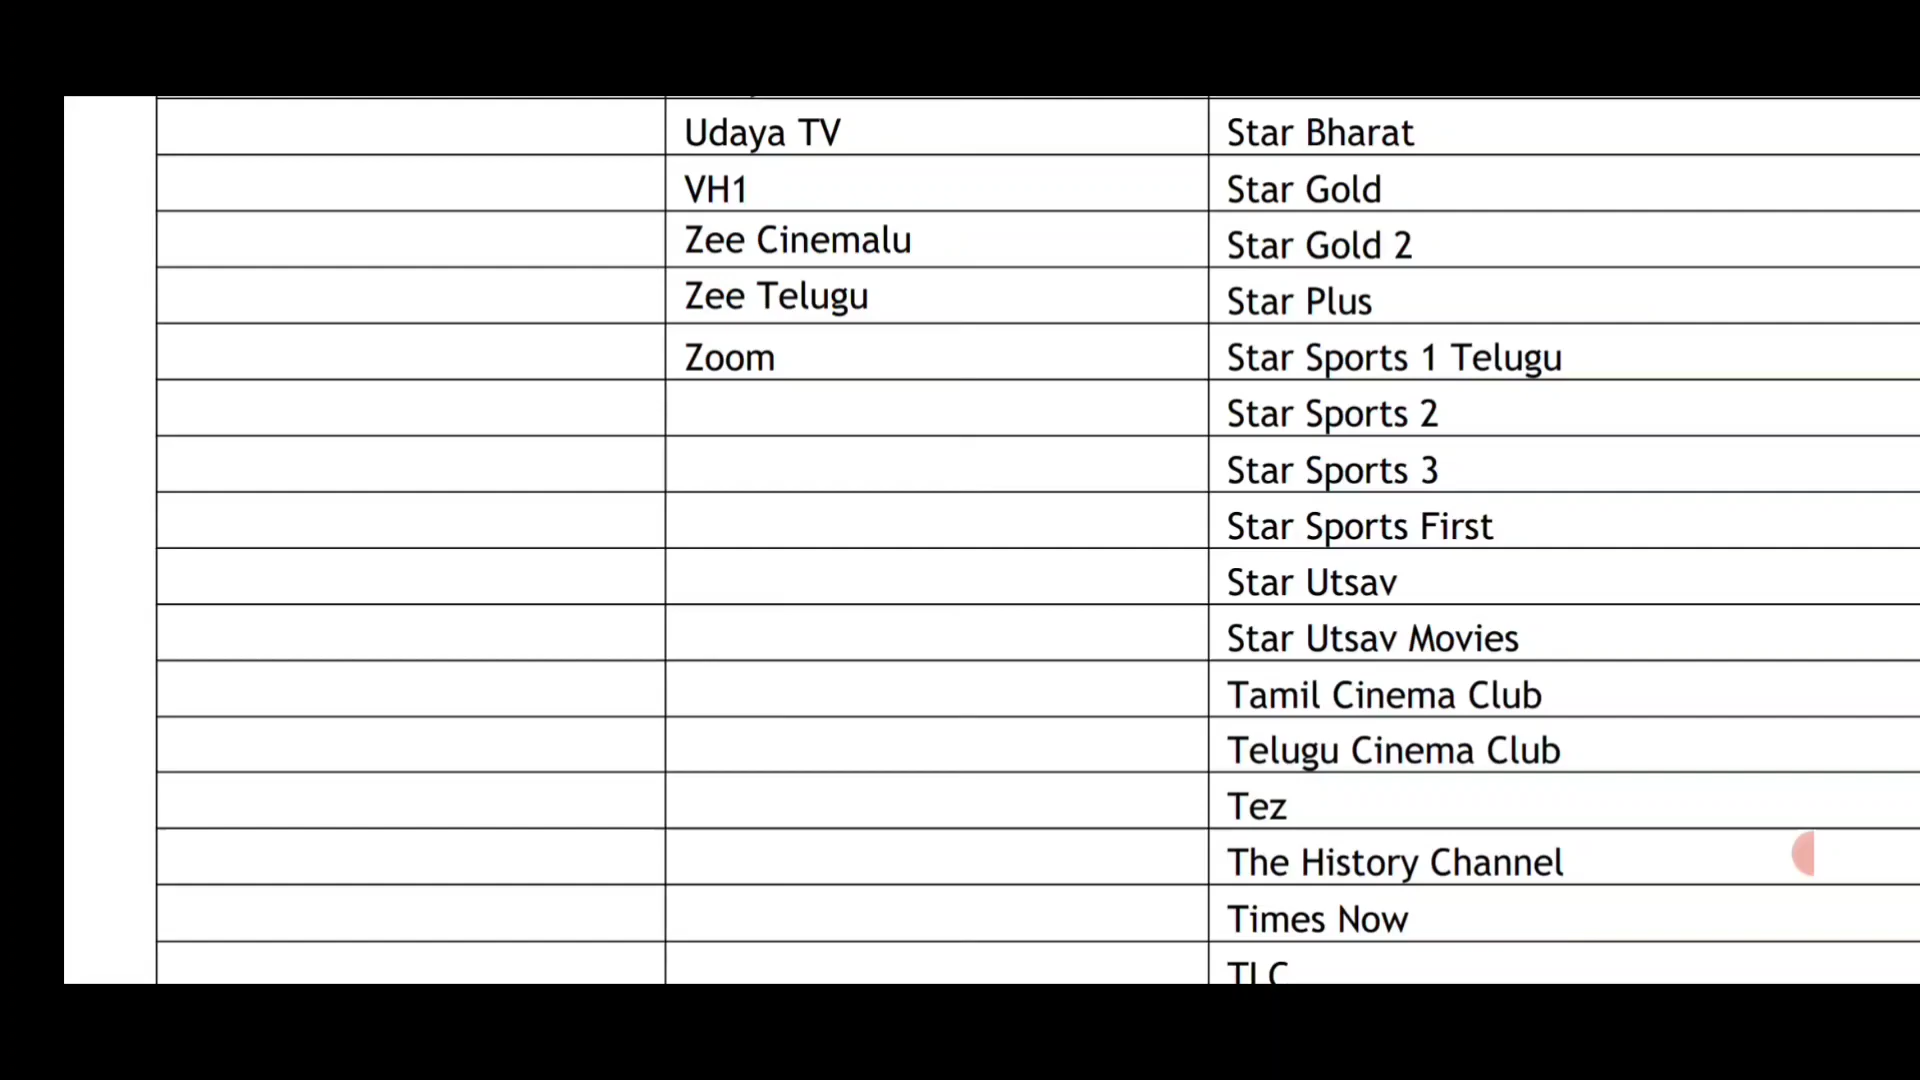 Udaya TV Star Bharat
VH1 Star Gold
Zee Cinemalu Star Gold 2
Zee Telugu Star Plus
Zoom Star Sports 1 Telugu
Star Sports 2
Star Sports 3
Star Sports First
Star Utsav
Star Utsav Movies
Tamil Cinema Club
Telugu Cinema Club
Tez
The History Channel
Times Now
TLC